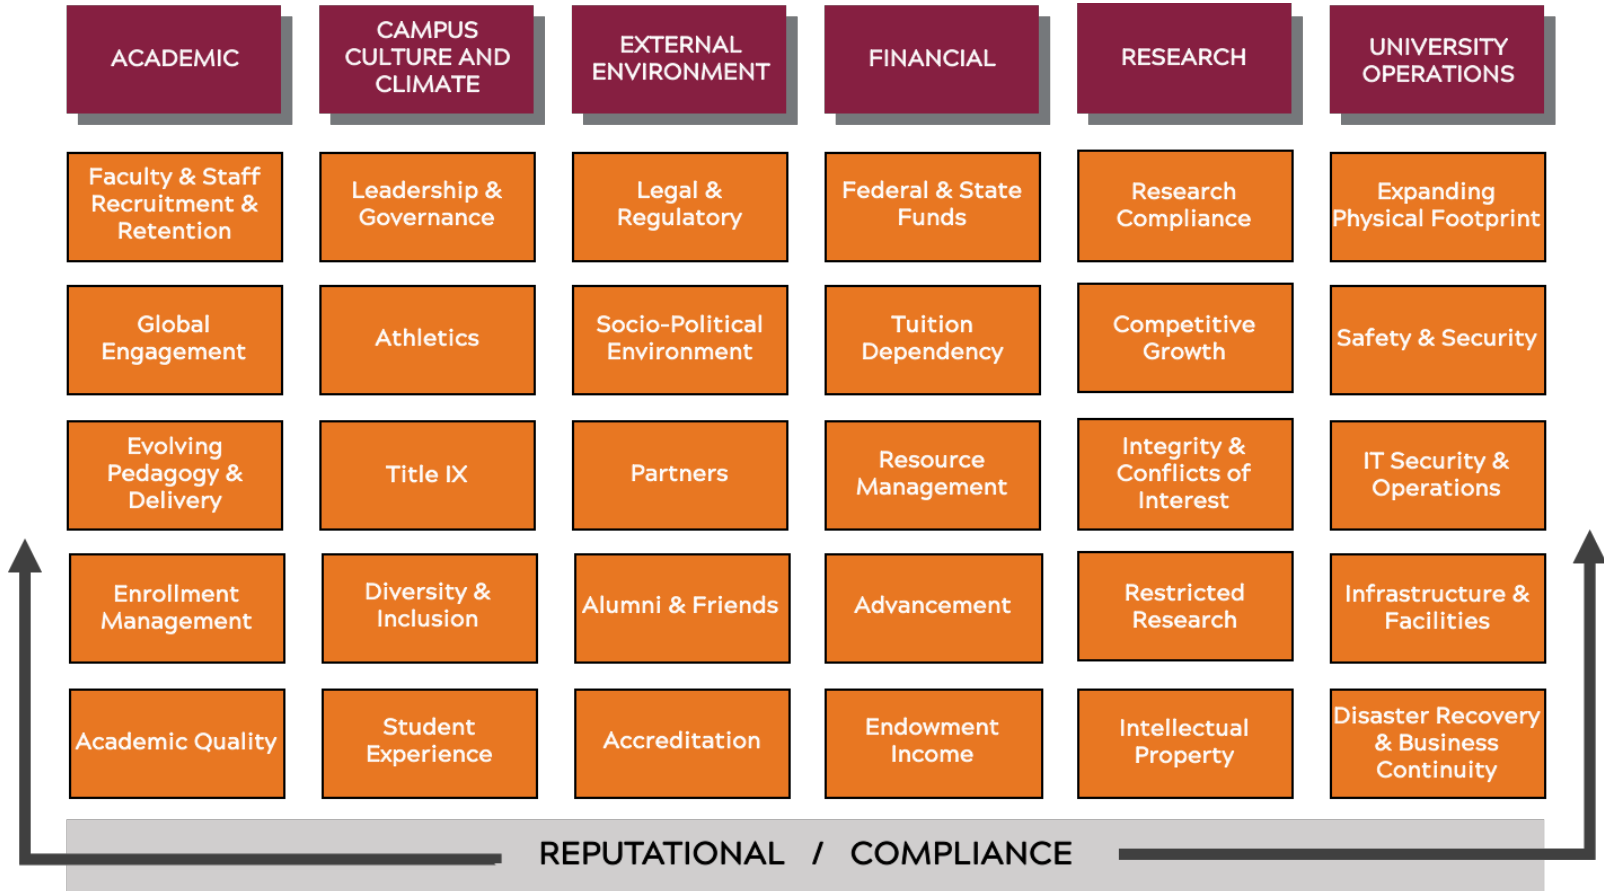 ACADEMIC
CAMPUS
CULTURE AND
CLIMATE
EXTERNAL
ENVIRONMENT
FINANCIAL
RESEARCH
UNIVERSITY
OPERATIONS
Faculty & Staff
Recruitment &
Retention
Leadership &
Governance
Legal &
Regulatory
Federal & State
Funds
Research
Compliance
Expanding
Physical Footprint
Global
Engagement
Athletics
Socio-Political
Environment
Tuition
Dependency
Competitive
Growth
Safety & Security
Evolving
Pedagogy &
Delivery
Title IX
Partners
Resource
Management
Integrity &
Conflicts of
Interest
IT Security &
Operations
Enrollment
Management
Diversity &
Inclusion
Alumni & Friends
Advancement
Restricted
Research
Infrastructure &
Facilities
Academic Quality
Student
Experience
Accreditation
Endowment
Income
Intellectual
Property
Disaster Recovery
& Business
Continuity
REPUTATIONAL / COMPLIANCE